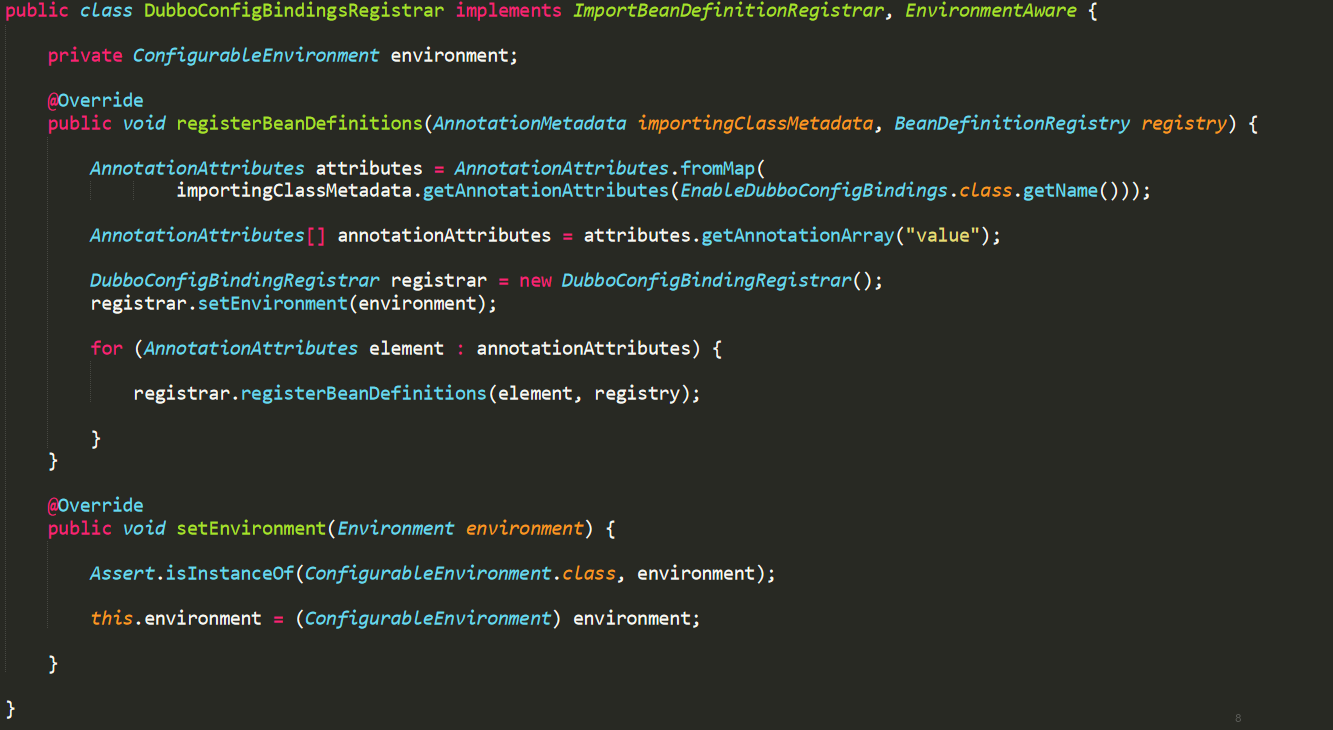 public class DubboConfigBindingsRegistrar implements ImportBeanDefinitionRegistrar, EnvironmentAware {
private ConfigurableEnvironment environment;
@Override
public void registerBeanDefinitions(AnnotationMetadata importingClassMetadata, BeanDefinitionRegistry registry) {
AnnotationAttributes attributes = AnnotationAttributes.fromMap(
importingClassMetadata.getAnnotationAttributes(EnableDubboConfigBindings.class.getName()));
AnnotationAttributes[] annotationAttributes = attributes.getAnnotationArray("value");
DubboConfigBindingRegistrar registrar = new DubboConfigBindingRegistrar();
registrar.setEnvironment(environment);
for (AnnotationAttributes element : annotationAttributes) {
registrar.registerBeanDefinitions(element, registry);
}
}
@Override
public void setEnvironment(Environment environment) {
Assert.isInstanceOf(ConfigurableEnvironment.class, environment);
this.environment = (ConfigurableEnvironment) environment;
}
}
8